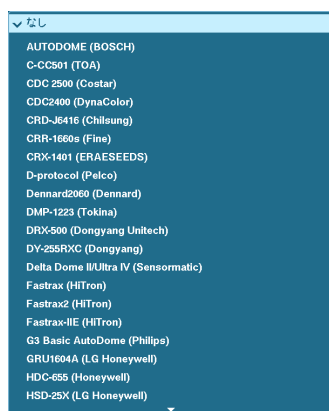 なし
AUTODOME (BOSCH)
C-CC501 (TOA)
CDC 2500 (Costar)
CDC2400 (DynaColor)
CRD-J6416 (Chilsung)
CRR-1660s (Fine)
CRX-1401 (ERAESEEDS)
D-protocol (Pelco)
Dennard2060 (Dennard)
DMP-1223 (Tokina)
DRX-500 (Dongyang Unitech)
DY-255RXC (Dongyang)
Delta Dome II/Ultra IV (Sensormatic)
Fastrax (HiTron)
Fastrax2 (HiTron)
Fastrax-IIE (HiTron)
G3 Basic AutoDome (Philips)
GRU1604A (LG Honeywell)
HDC-655 (Honeywell)
HSD-25X (LG Honeywell)